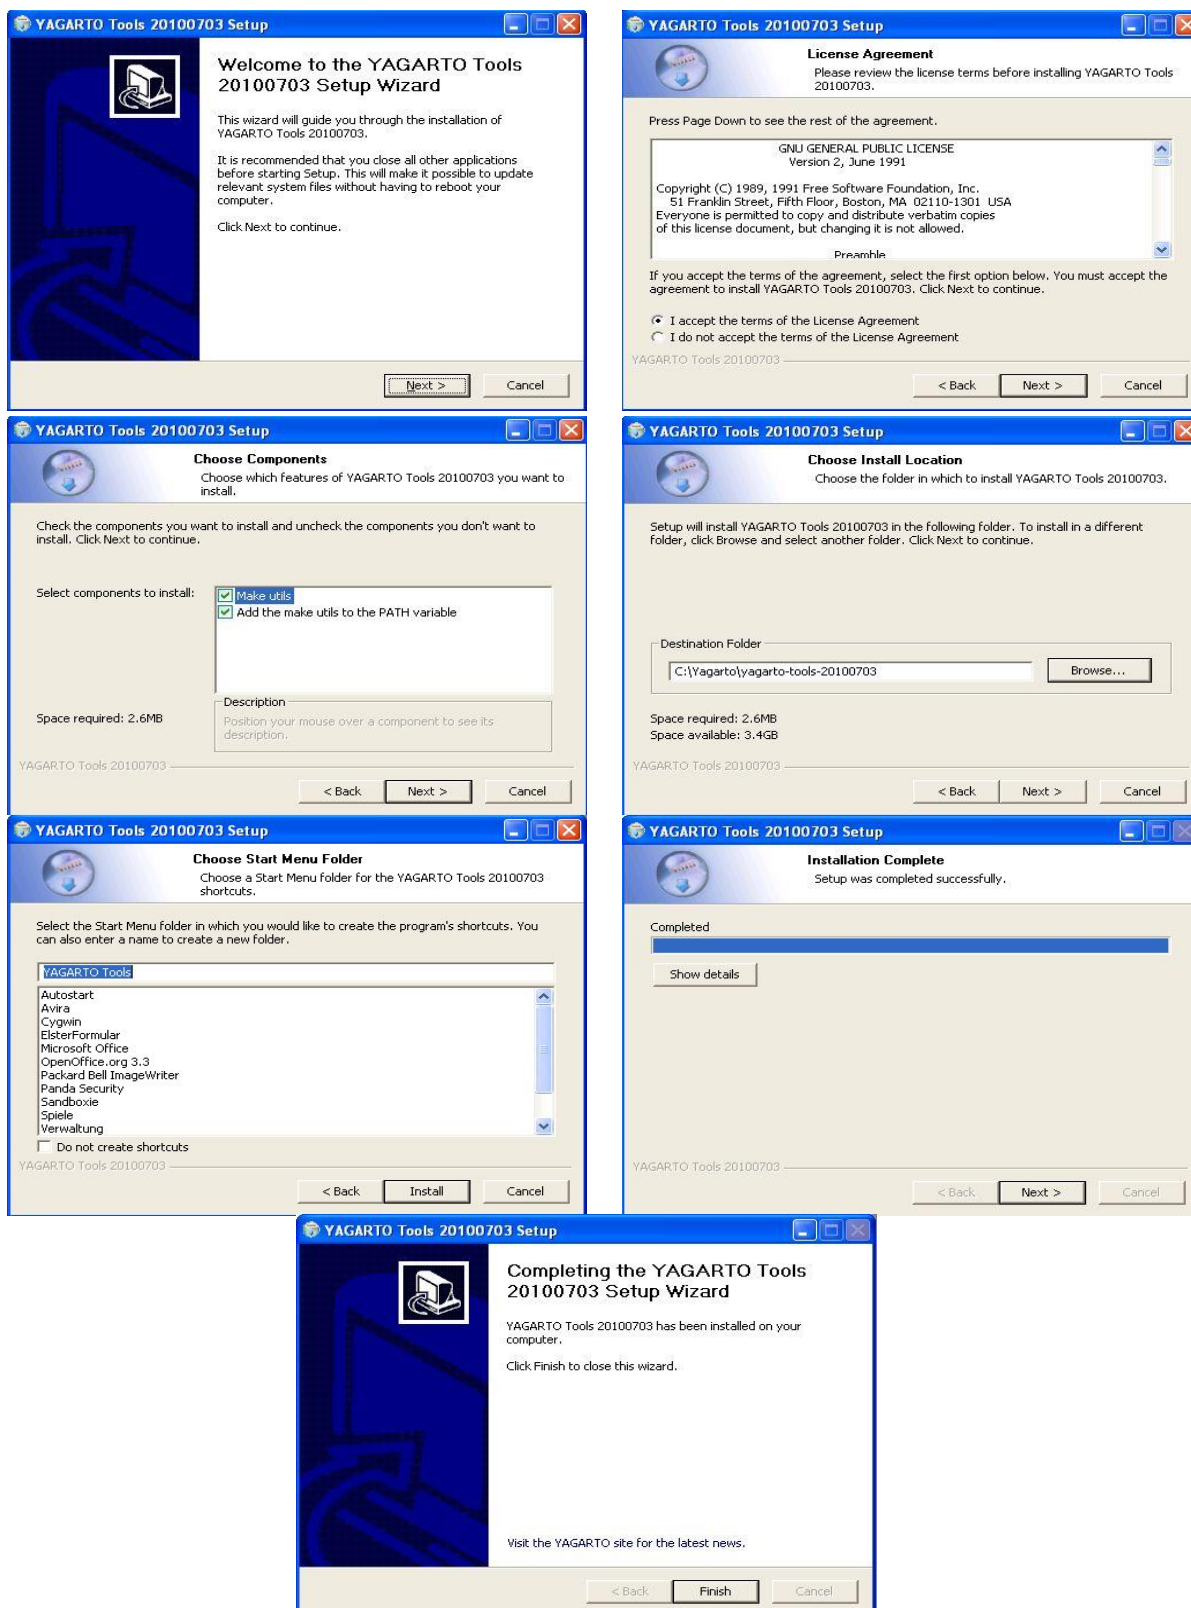 YAGARTO Tools 20100703 Setup
Welcome to the YAGARTO Tools
20100703 Setup Wizard
This wizard will guide you through the installation of
YAGARTO Tools 20100703.
It is recommended that you close all other applications
before starting Setup. This will make it possible to update
relevant system files without having to reboot your
computer.
Click Next to continue.
Next >
Cancel
YAGARTO Tools 20100703 Setup
License Agreement
Please review the license terms before installing YAGARTO Tools
20100703.
Press Page Down to see the rest of the agreement.
GNU GENERAL PUBLIC LICENSE
Version 2, June 1991
Copyright (C) 1989, 1991 Free Software Foundation, Inc.
51 Franklin Street, Fifth Floor, Boston, MA 02110-1301 USA
Everyone is permitted to copy and distribute verbatim copies
of this license document, but changing it is not allowed.
Preamble
If you accept the terms of the agreement, select the first option below. You must accept the
agreement to install YAGARTO Tools 20100703. Click Next to continue.
I accept the terms of the License Agreement
I do not accept the terms of the License Agreement
YAGARTO Tools 20100703
< Back
Next >
Cancel
YAGARTO Tools 20100703 Setup
Choose Components
Choose which features of YAGARTO Tools 20100703 you want to
install.
Check the components you want to install and uncheck the components you don't want to
install. Click Next to continue.
Select components to install:
Make utils
Add the make utils to the PATH variable
Description
Position your mouse over a component to see its
description.
Space required: 2.6MB
YAGARTO Tools 20100703
< Back
Next >
Cancel
YAGARTO Tools 20100703 Setup
Choose Install Location
Choose the folder in which to install YAGARTO Tools 20100703.
Setup will install YAGARTO Tools 20100703 in the following folder. To install in a different
folder, click Browse and select another folder. Click Next to continue.
Destination Folder
C:\Yagarto\yagarto-tools-20100703
Browse...
Space required: 2.6MB
Space available: 3.4GB
YAGARTO Tools 20100703
< Back
Next >
Cancel
YAGARTO Tools 20100703 Setup
Choose Start Menu Folder
Choose a Start Menu folder for the YAGARTO Tools 20100703
shortcuts.
Select the Start Menu folder in which you would like to create the program's shortcuts. You
can also enter a name to create a new folder.
YAGARTO Tools
Autostart
Avira
Cygwin
ElsterFormular
Microsoft Office
OpenOffice.org 3.3
Packard Bell ImageWriter
Panda Security
Sandboxie
Spiele
Verwaltung
Do not create shortcuts
YAGARTO Tools 20100703
< Back
Install
Cancel
YAGARTO Tools 20100703 Setup
Installation Complete
Setup was completed successfully.
Completed
Show details
YAGARTO Tools 20100703
< Back
Next >
Cancel
YAGARTO Tools 20100703 Setup
Completing the YAGARTO Tools
20100703 Setup Wizard
YAGARTO Tools 20100703 has been installed on your
computer.
Click Finish to close this wizard.
Visit the YAGARTO site for the latest news.
< Back
Finish
Cancel